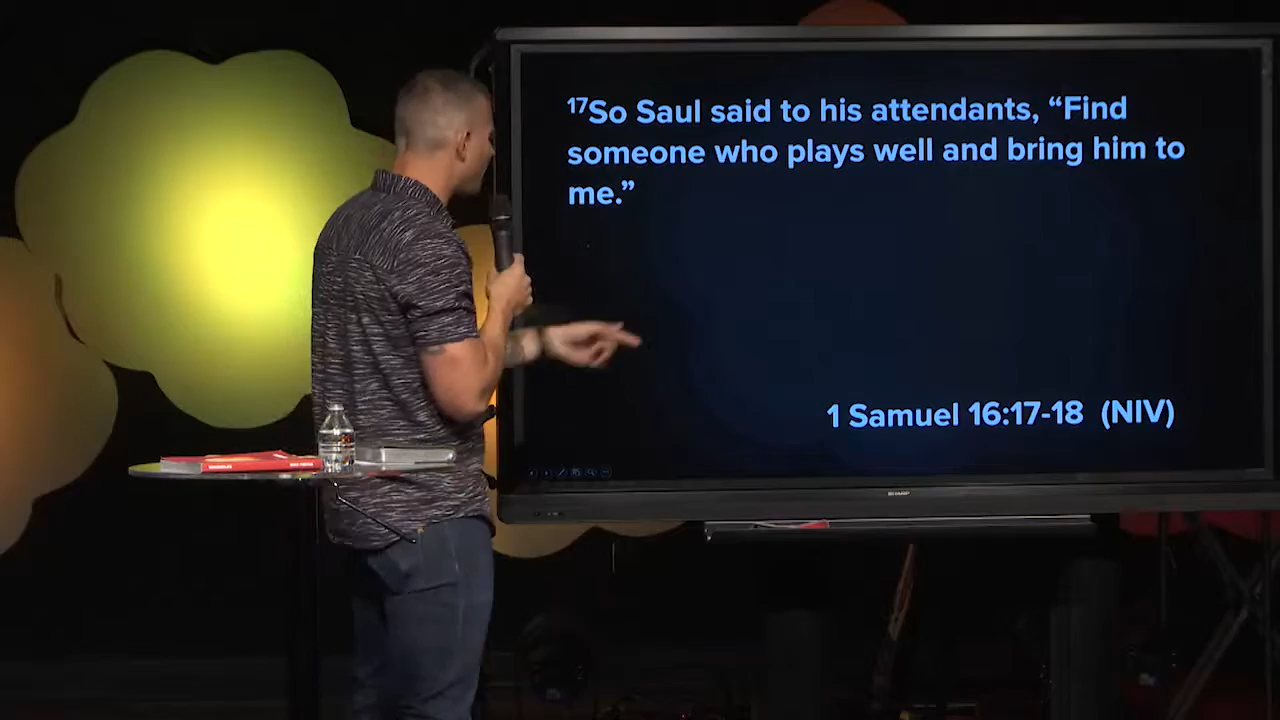 ¹⁷So Saul said to his attendants, “Find
someone who plays well and bring him to
me.”
1 Samuel 16:17-18 (NIV)
SHARP